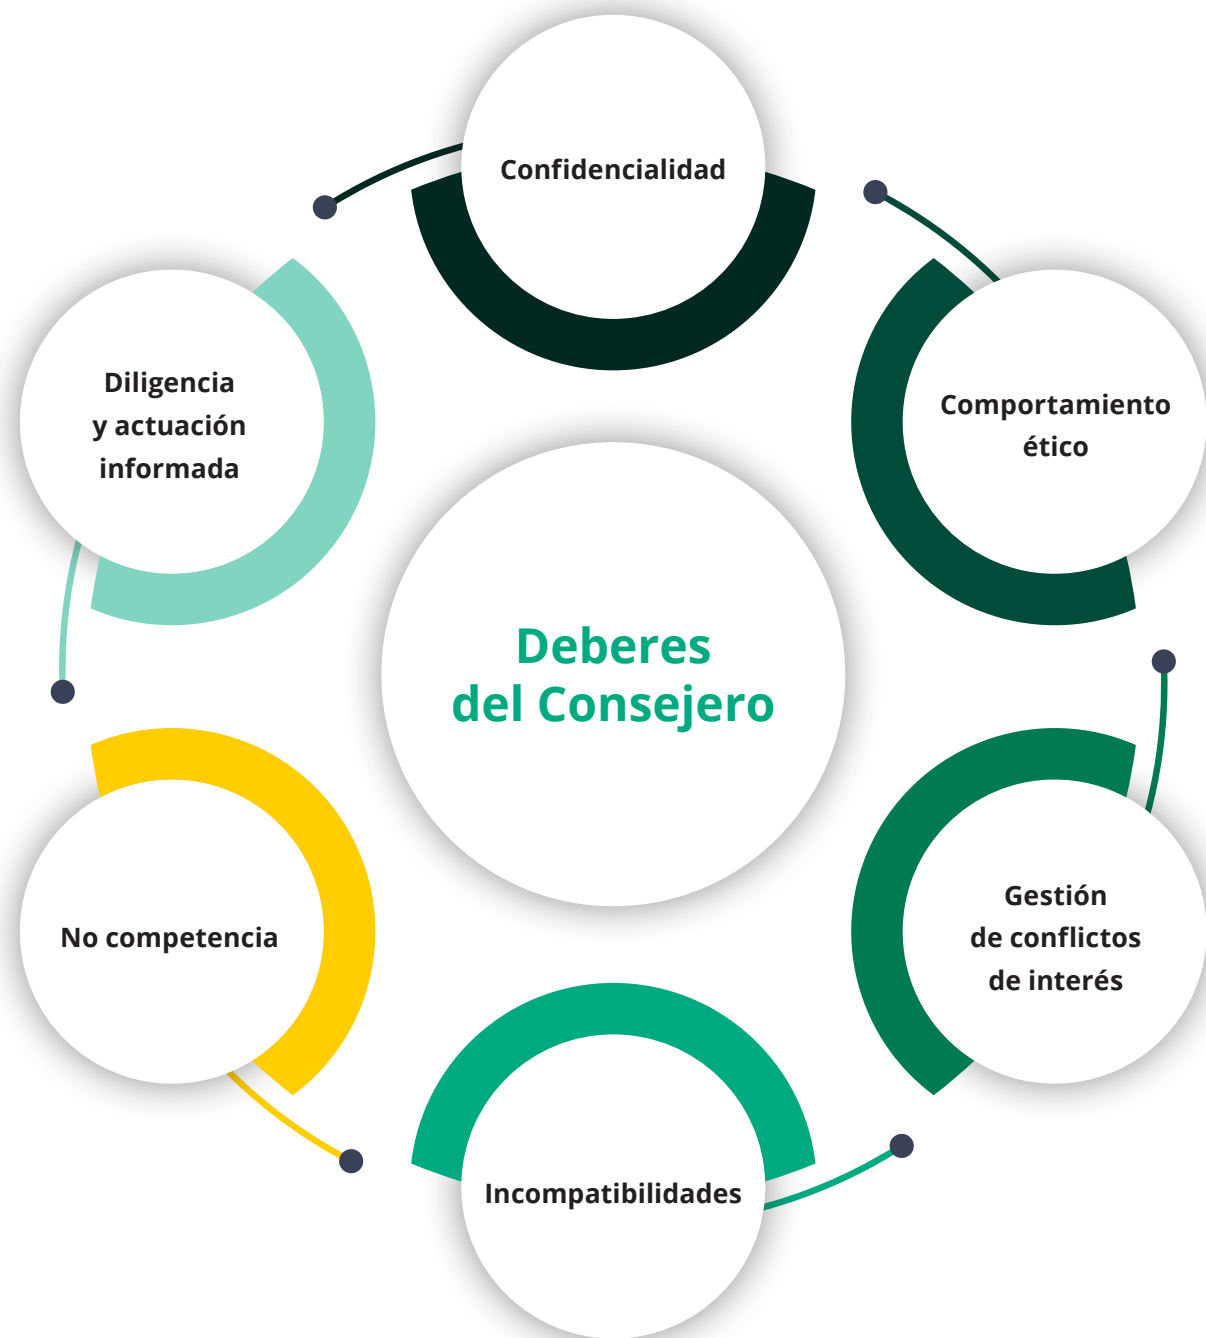 Confidencialidad
Comportamiento
ético
Gestión
de conflictos
de interés
Incompatibilidades
No competencia
Diligencia
y actuación
informada
Deberes
del Consejero